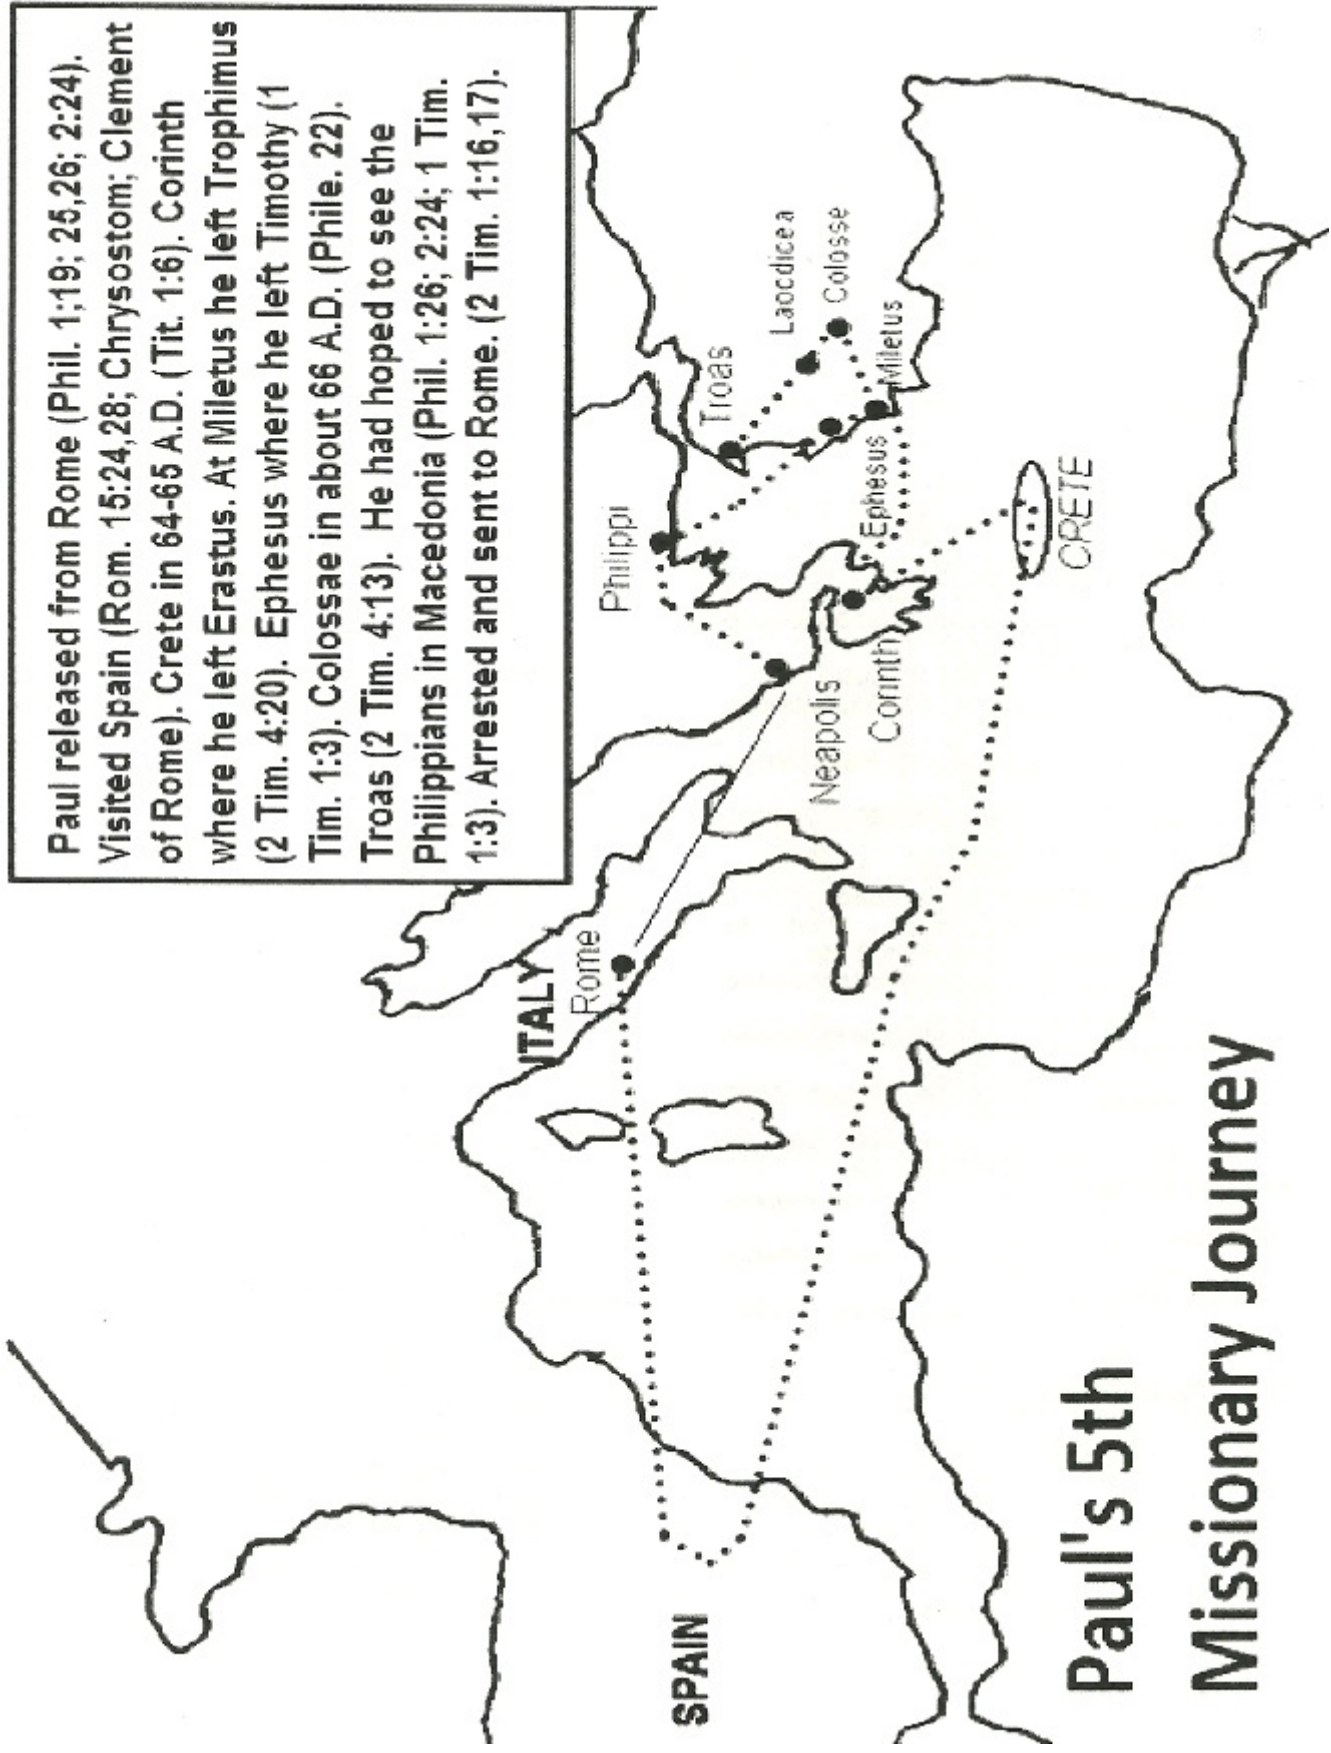 Paul released from Rome (Phil. 1;19; 25,26; 2:24).
Visited Spain (Rom. 15:24,28; Chrysostom; Clement
of Rome). Crete in 64-65 A.D. (Tit. 1:6). Corinth
where he left Erastus. At Miletus he left Trophimus
(2 Tim. 4:20). Ephesus where he left Timothy (1
Tim. 1:3). Colossae in about 66 A.D. (Phile. 22).
Troas (2 Tim. 4:13). He had hoped to see the
Philippians in Macedonia (Phil. 1:26; 2:24; 1 Tim.
1:3). Arrested and sent to Rome. (2 Tim. 1:16,17).
ITALY
Rome
Philippi
Troas
Laodicea
Colosse
Neapolis
Corinth
Ephesus
Miletus
SPAIN
CRETE
Paul's 5th
Missionary Journey